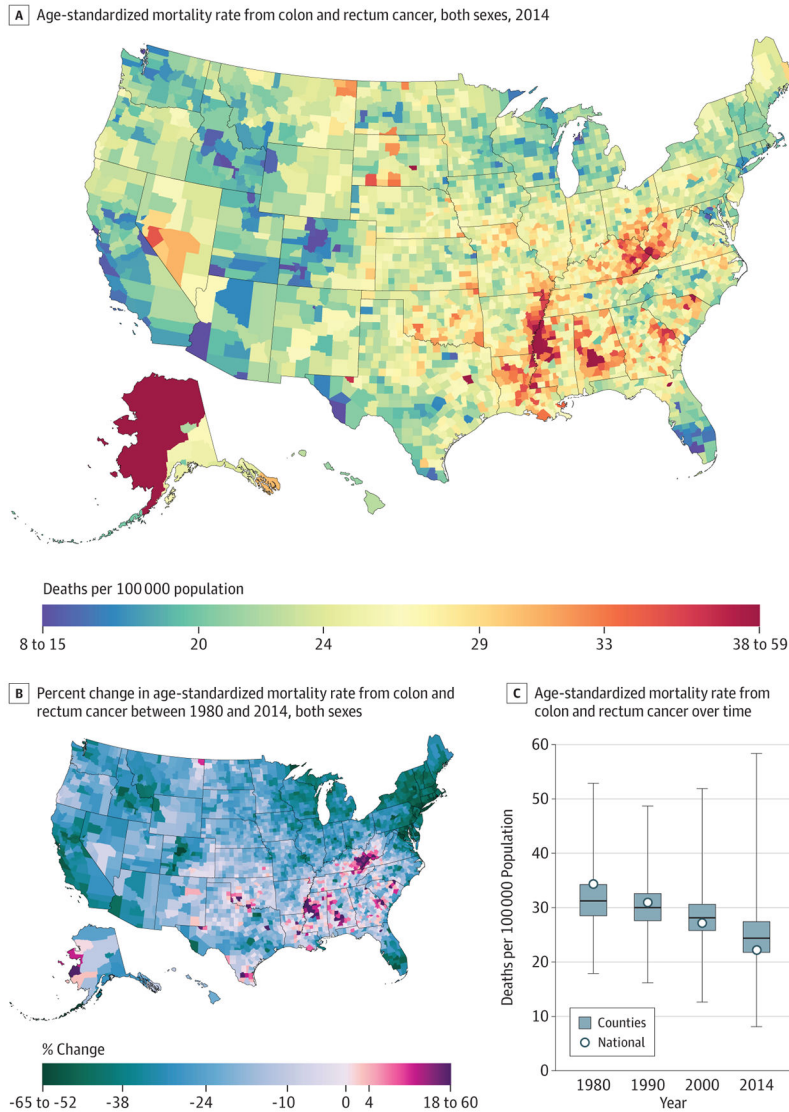 A Age-standardized mortality rate from colon and rectum cancer, both sexes, 2014
Deaths per 100 000 population
8 to 15 20 24 29 33 38 to 59
B Percent change in age-standardized mortality rate from colon and
rectum cancer between 1980 and 2014, both sexes
% Change
-65 to -52 -38 -24 -10 0 4 18 to 60
C Age-standardized mortality rate from
colon and rectum cancer over time
60
50
40
30
20
10
0
Deaths per 100 000 Population
Counties
National
1980 1990 2000 2014
Year